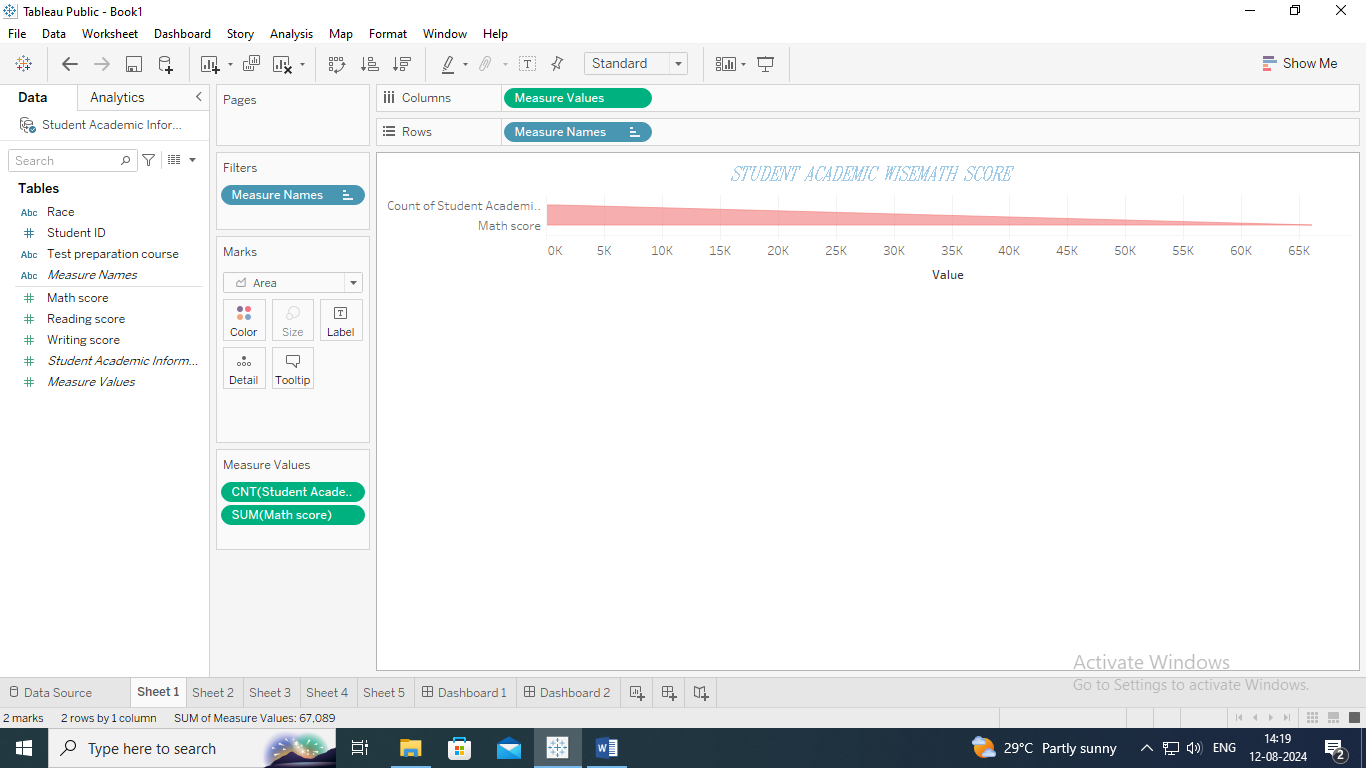 Tableau Public - Book1
File Data Worksheet Dashboard Story Analysis Map Format Window Help
Standard
Show Me
Data Analytics
Student Academic Infor...
Search
Tables
Abc Race
# Student ID
Abc Test preparation course
Abc Measure Names
# Math score
# Reading score
# Writing score
# Student Academic Inform...
# Measure Values
Pages
Filters
Measure Names
Marks
Area
Color Size Label
Detail Tooltip
Measure Values
CNT(Student Acade..
SUM(Math score)
Columns Measure Values
Rows Measure Names
STUDENT ACADEMIC WISEMATH SCORE
Count of Student Academi..
Math score
0K 5K 10K 15K 20K 25K 30K 35K 40K 45K 50K 55K 60K 65K
Value
Activate Windows
Go to Settings to activate Windows.
Data Source Sheet 1 Sheet 2 Sheet 3 Sheet 4 Sheet 5 Dashboard 1 Dashboard 2
2 marks 2 rows by 1 column SUM of Measure Values: 67,089
Type here to search
29°C Partly sunny
ENG
14:19
12-08-2024
2